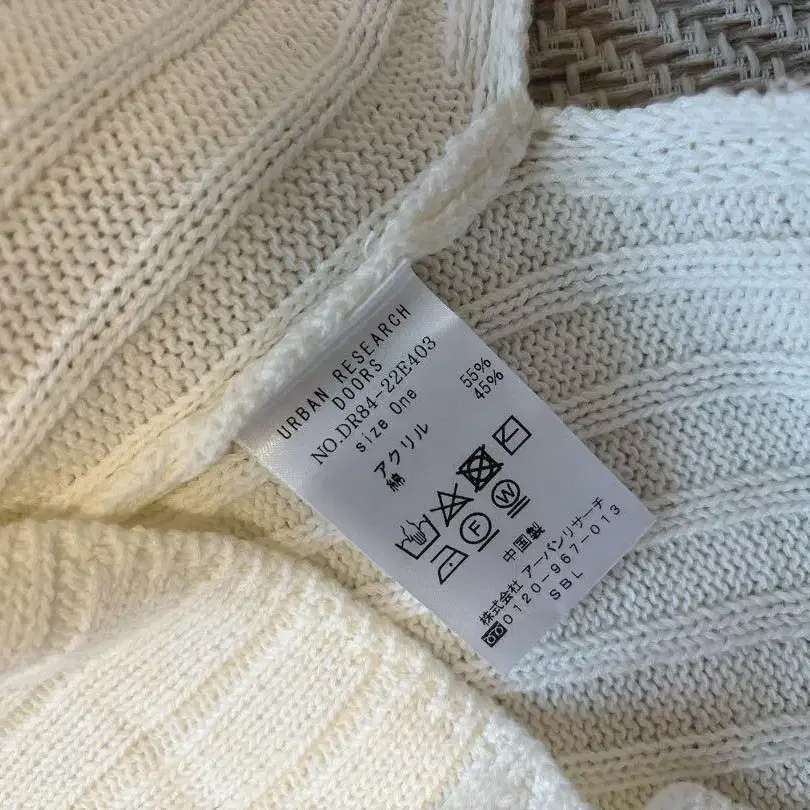 URBAN RESEARCH
DOORS
NO.DR84-22E403
size One
アクリル 55%
綿 45%
F W
中国製
株式会社 アーバンリサーチ
0120-967-013
SBL